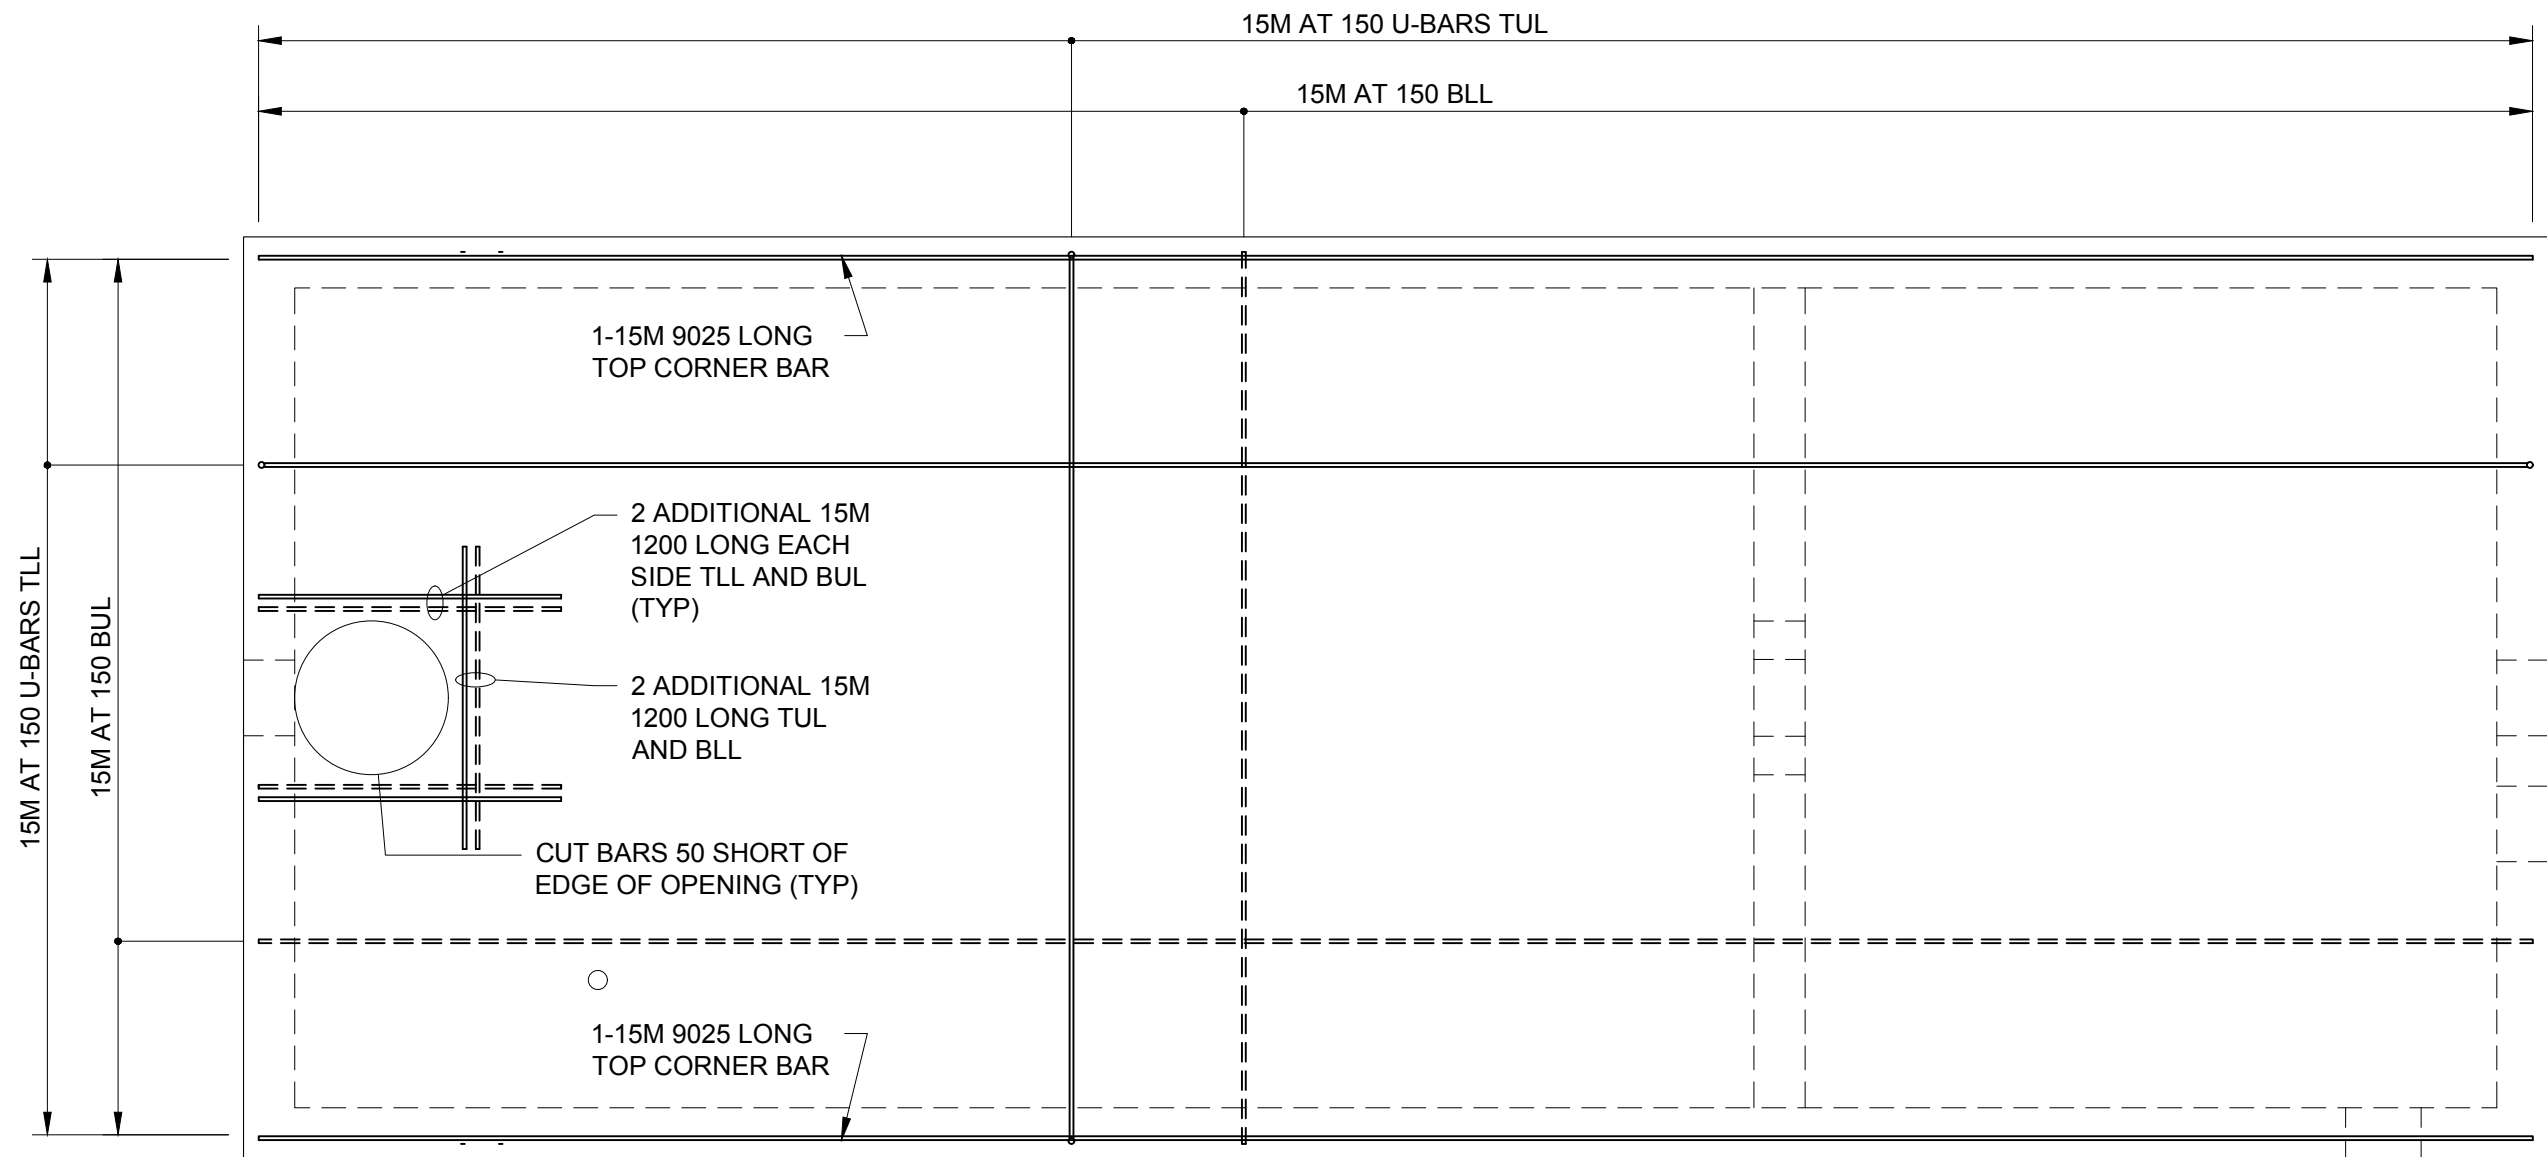 15M AT 150 U-BARS TUL
15M AT 150 BLL
1-15M 9025 LONG
TOP CORNER BAR
2 ADDITIONAL 15M
1200 LONG EACH
SIDE TLL AND BUL
(TYP)
15M AT 150 U-BARS TLL
15M AT 150 BUL
2 ADDITIONAL 15M
1200 LONG TUL
AND BLL
CUT BARS 50 SHORT OF
EDGE OF OPENING (TYP)
1-15M 9025 LONG
TOP CORNER BAR